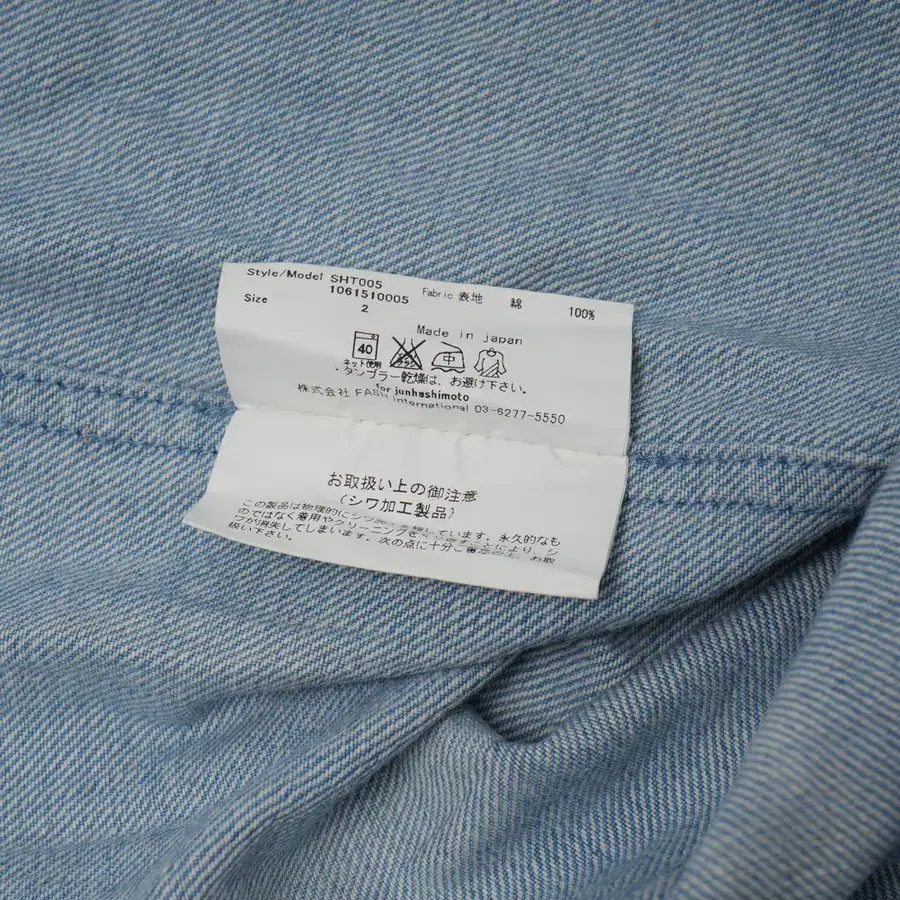 Style/Model SHT005
1061510005
Size 2
Fabric 表地 綿 100%
Made in japan
40 中
ネット使用
・タンブラー乾燥は、お避け下さい。
for junhashimoto
株式会社 FASH international 03-6277-5550
お取扱い上の御注意
(シワ加工製品)
この製品は物理的にシワ加工を施しています。永久的なも
のではなく着用やクリーニングを
により、シ
ワが消失してしまいます。次の点に十分ご留意の上、お取
扱い下さい。